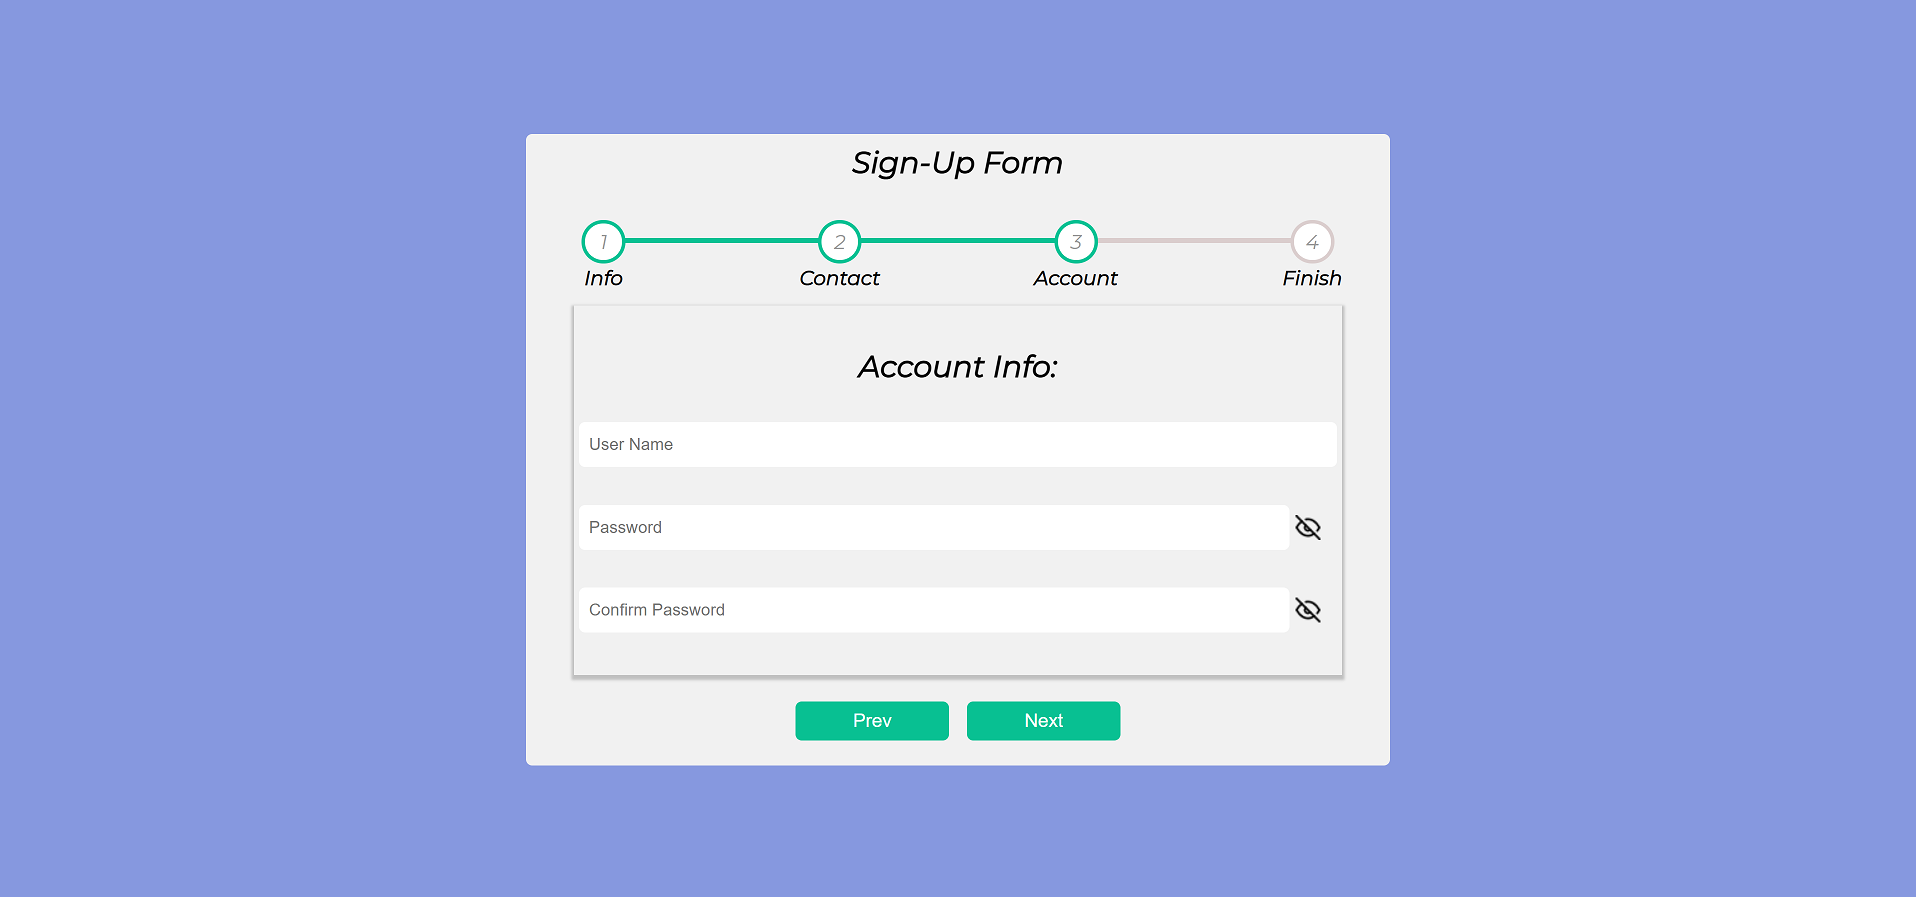 Sign-Up Form
1 2 3 4
Info Contact Account Finish
Account Info:
User Name
Password
Confirm Password
Prev Next